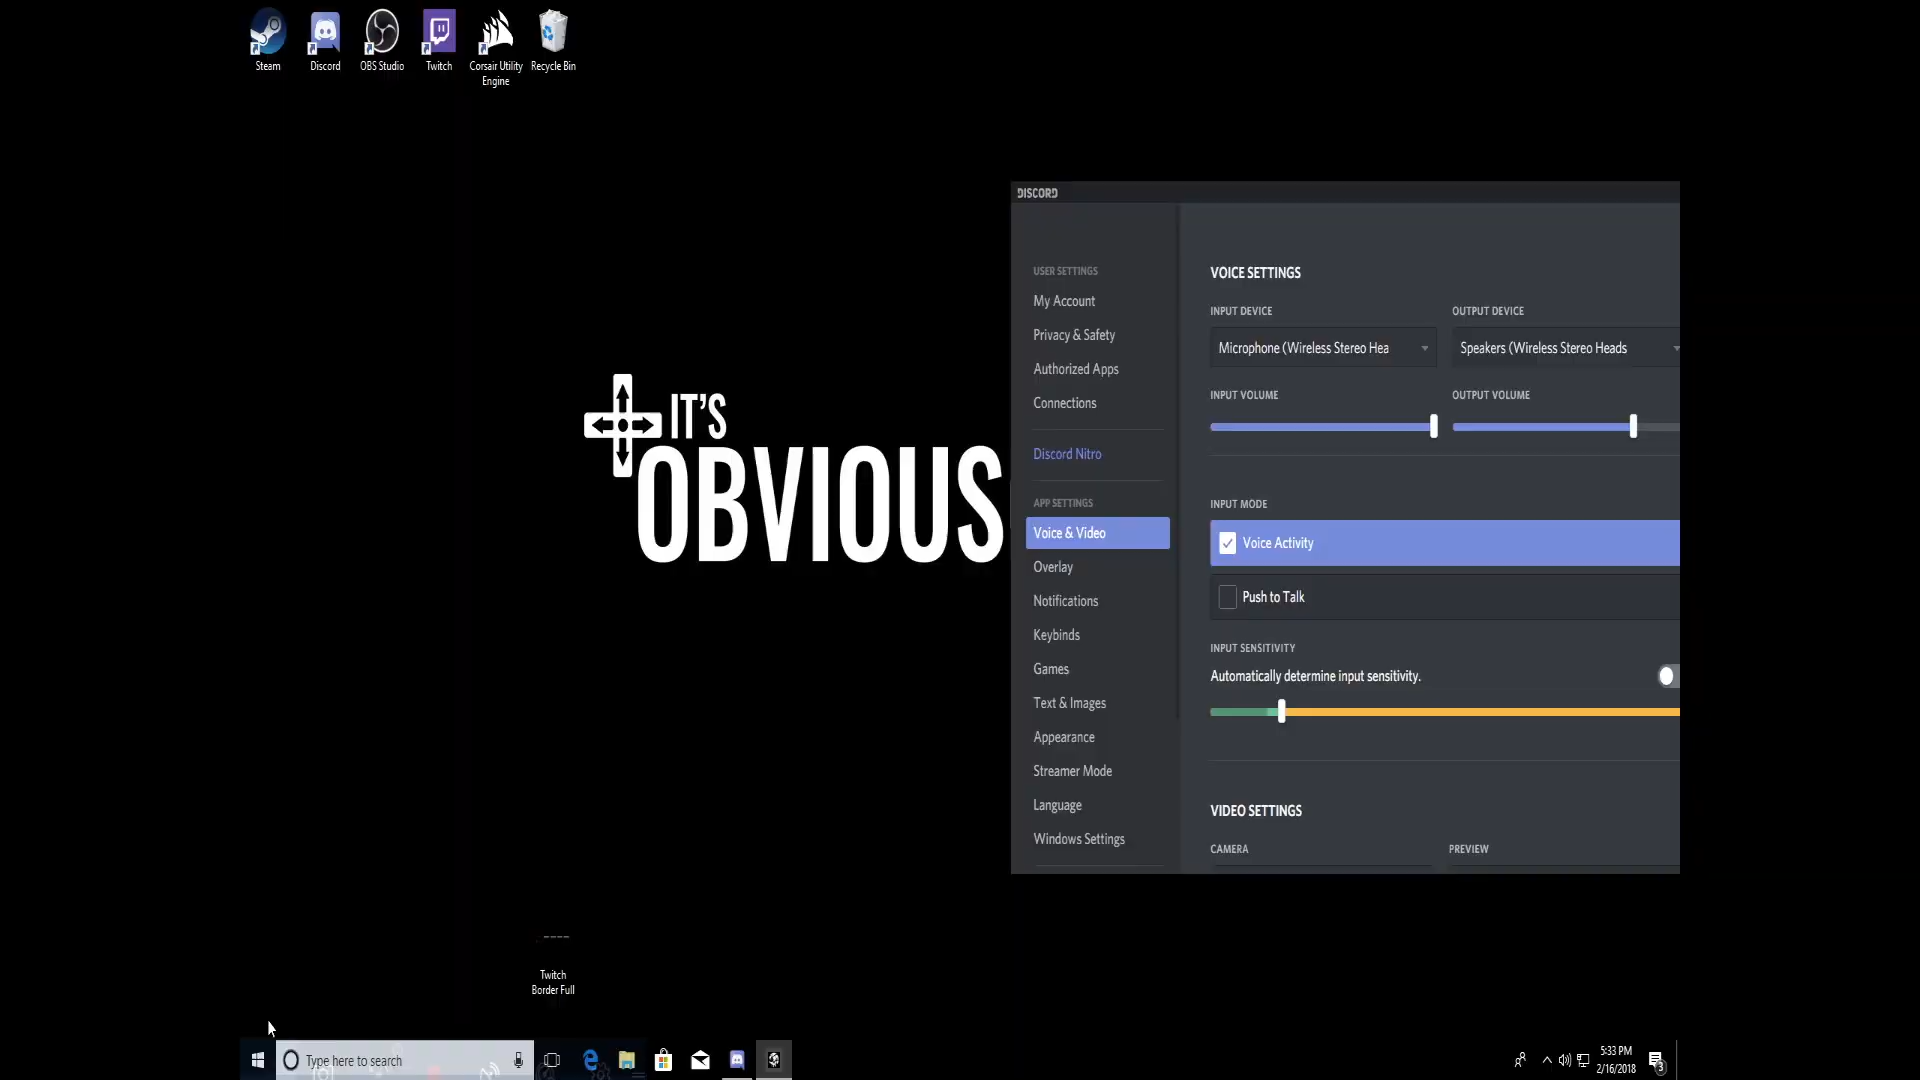 Steam
Discord
OBS Studio
Twitch
Corsair Utility
Engine
Recycle Bin
IT'S
OBVIOUS
DISCORD
USER SETTINGS
My Account
Privacy & Safety
Authorized Apps
Connections
Discord Nitro
APP SETTINGS
Voice & Video
Overlay
Notifications
Keybinds
Games
Text & Images
Appearance
Streamer Mode
Language
Windows Settings
VOICE SETTINGS
INPUT DEVICE
OUTPUT DEVICE
Microphone (Wireless Stereo Hea
Speakers (Wireless Stereo Heads
INPUT VOLUME
OUTPUT VOLUME
INPUT MODE
Voice Activity
Push to Talk
INPUT SENSITIVITY
Automatically determine input sensitivity.
VIDEO SETTINGS
CAMERA
PREVIEW
Twitch
Border Full
Type here to search
5:33 PM
2/16/2018
3